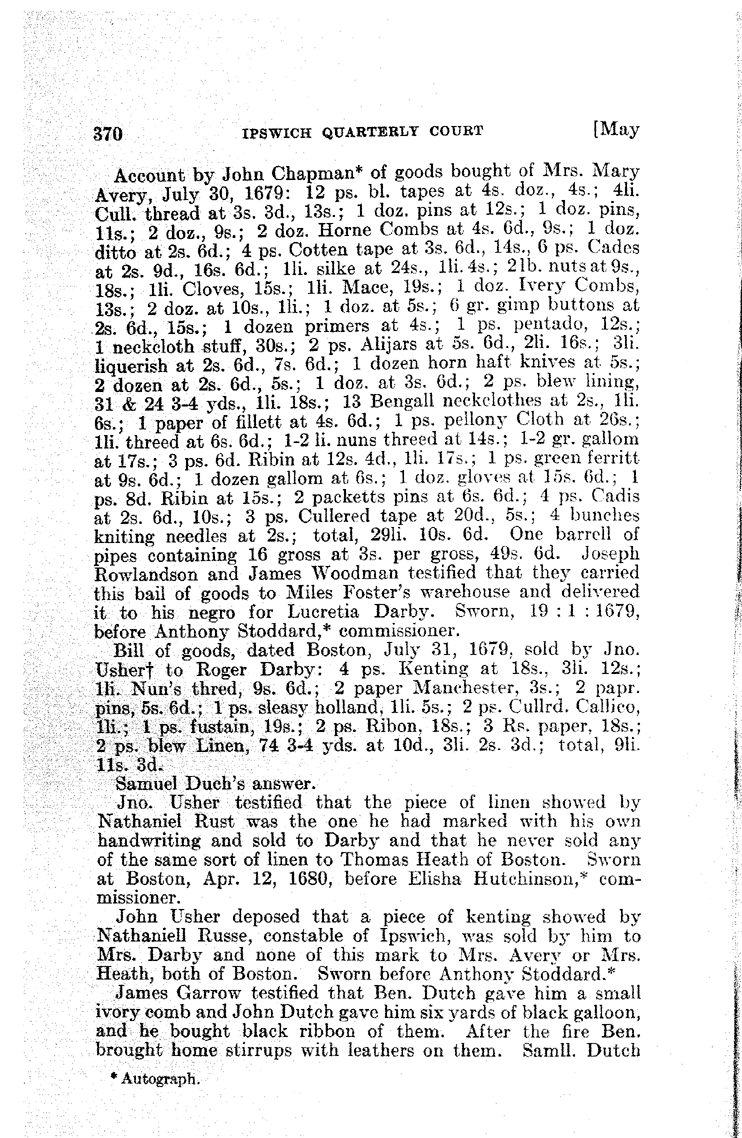 370 IPSWICH QUARTERLY COURT [May
Account by John Chapman* of goods bought of Mrs. Mary
Avery, July 30, 1679: 12 ps. bl. tapes at 4s. doz., 4s.; 4li.
Cull. thread at 3s. 3d., 13s.; 1 doz. pins at 12s.; 1 doz. pins,
11s.; 2 doz., 9s.; 2 doz. Horne Combs at 4s. 6d., 9s.; 1 doz.
ditto at 2s. 6d.; 4 ps. Cotten tape at 3s. 6d., 14s., 6 ps. Cades
at 2s. 9d., 16s. 6d.; 1li. silke at 24s., 1li. 4s.; 2lb. nuts at 9s.,
18s.; 1li. Cloves, 15s.; 1li. Mace, 19s.; 1 doz. Ivery Combs,
13s.; 2 doz. at 10s., 1li.; 1 doz. at 5s.; 6 gr. gimp buttons at
2s. 6d., 15s.; 1 dozen primers at 4s.; 1 ps. pentado, 12s.;
1 neckcloth stuff, 30s.; 2 ps. Alijars at 5s. 6d., 2li. 16s.; 3li.
liquerish at 2s. 6d., 7s. 6d.; 1 dozen horn haft knives at 5s.;
2 dozen at 2s. 6d., 5s.; 1 doz. at 3s. 6d.; 2 ps. blew lining,
31 & 24 3-4 yds., 1li. 18s.; 13 Bengall neckclothes at 2s., 1li.
6s.; 1 paper of fillett at 4s. 6d.; 1 ps. pellony Cloth at 26s.;
1li. threed at 6s. 6d.; 1-2 li. nuns threed at 14s.; 1-2 gr. gallom
at 17s.; 3 ps. 6d. Ribin at 12s. 4d., 1li. 17s.; 1 ps. green ferritt
at 9s. 6d.; 1 dozen gallom at 6s.; 1 doz. gloves at 15s. 6d.; 1
ps. 8d. Ribin at 15s.; 2 packetts pins at 6s. 6d.; 4 ps. Cadis
at 2s. 6d., 10s.; 3 ps. Cullered tape at 20d., 5s.; 4 bunches
kniting needles at 2s.; total, 29li. 10s. 6d. One barrell of
pipes containing 16 gross at 3s. per gross, 49s. 6d. Joseph
Rowlandson and James Woodman testified that they carried
this bail of goods to Miles Foster's warehouse and delivered
it to his negro for Lucretia Darby. Sworn, 19 : 1 : 1679,
before Anthony Stoddard,* commissioner.
Bill of goods, dated Boston, July 31, 1679, sold by Jno.
Usher† to Roger Darby: 4 ps. Kenting at 18s., 3li. 12s.;
1li. Nun's thred, 9s. 6d.; 2 paper Manchester, 3s.; 2 papr.
pins, 5s. 6d.; 1 ps. sleasy holland, 1li. 5s.; 2 ps. Cullrd. Callico,
1li.; 1 ps. fustain, 19s.; 2 ps. Ribon, 18s.; 3 Rs. paper, 18s.;
2 ps. blew Linen, 74 3-4 yds. at 10d., 3li. 2s. 3d.; total, 9li.
11s. 3d.
Samuel Duch's answer.
Jno. Usher testified that the piece of linen showed by
Nathaniel Rust was the one he had marked with his own
handwriting and sold to Darby and that he never sold any
of the same sort of linen to Thomas Heath of Boston. Sworn
at Boston, Apr. 12, 1680, before Elisha Hutchinson,* com-
missioner.
John Usher deposed that a piece of kenting showed by
Nathaniell Russe, constable of Ipswich, was sold by him to
Mrs. Darby and none of this mark to Mrs. Avery or Mrs.
Heath, both of Boston. Sworn before Anthony Stoddard.*
James Garrow testified that Ben. Dutch gave him a small
ivory comb and John Dutch gave him six yards of black galloon,
and he bought black ribbon of them. After the fire Ben.
brought home stirrups with leathers on them. Samll. Dutch
* Autograph.